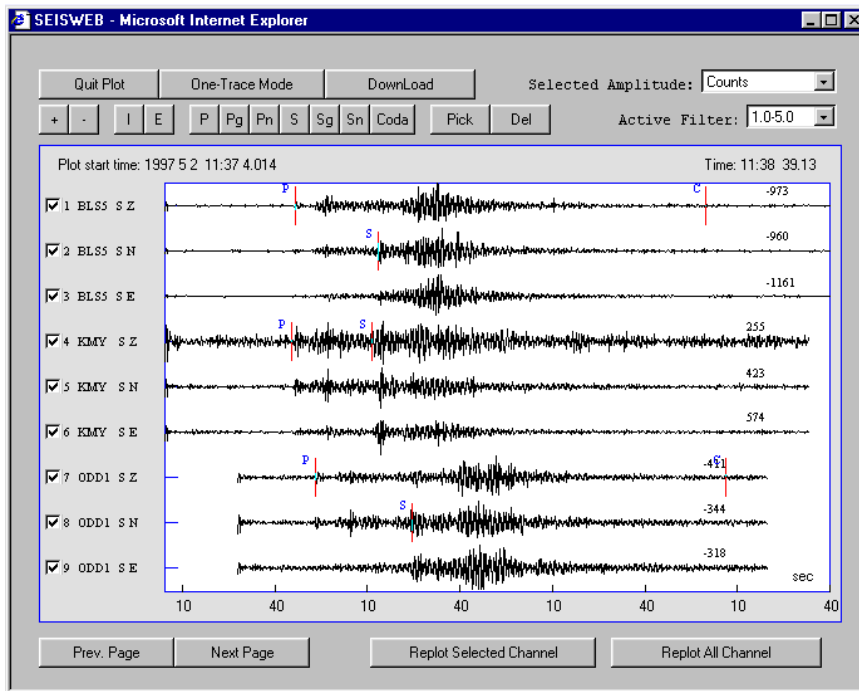 SEISWEB - Microsoft Internet Explorer
Quit Plot One-Trace Mode DownLoad Selected Amplitude: Counts
+ - I E P Pg Pn S Sg Sn Coda Pick Del Active Filter: 1.0-5.0
Plot start time: 1997 5 2 11:37 4.014 Time: 11:38 39.13
1 BLS5 S Z P C -973
2 BLS5 S N S -960
3 BLS5 S E -1161
4 KMY S Z P S 255
5 KMY S N 423
6 KMY S E 574
7 ODD1 S Z P -411
8 ODD1 S N S -344
9 ODD1 S E -318
sec
10 40 10 40 10 40 10 40
Prev. Page Next Page Replot Selected Channel Replot All Channel